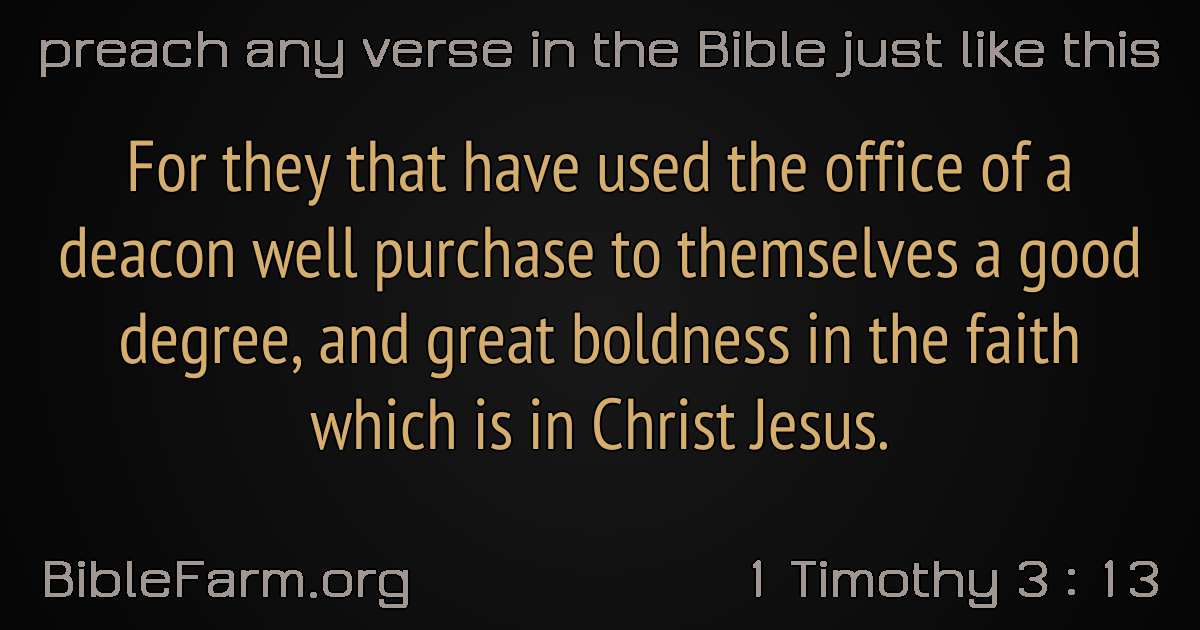 preach any verse in the Bible just like this
For they that have used the office of a
deacon well purchase to themselves a good
degree, and great boldness in the faith
which is in Christ Jesus.
BibleFarm.org
1 Timothy 3 : 13